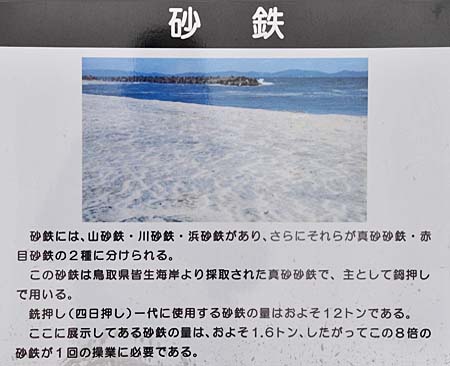 砂鉄
砂鉄には、山砂鉄・川砂鉄・浜砂鉄があり、さらにそれらが真砂砂鉄・赤
目砂鉄の２種に分けられる。
この砂鉄は鳥取県皆生海岸より採取された真砂砂鉄で、主として鉧押し
で用いる。
銑押し（四日押し）一代に使用する砂鉄の量はおよそ１２トンである。
ここに展示してある砂鉄の量は、およそ１.６トン、したがってこの８倍の
砂鉄が１回の操業に必要である。